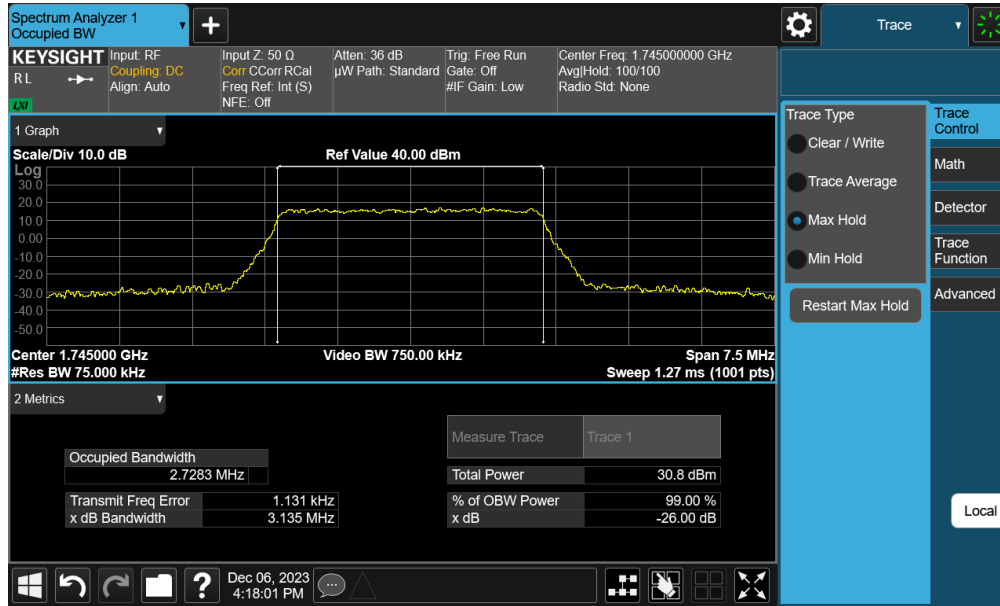 Spectrum Analyzer 1
Occupied BW
Trace
KEYSIGHT
R L
LXI
Input: RF
Coupling: DC
Align: Auto
Input Z: 50 Ω
Corr CCorr RCal
Freq Ref: Int (S)
NFE: Off
Atten: 36 dB
µW Path: Standard
Trig: Free Run
Gate: Off
#IF Gain: Low
Center Freq: 1.745000000 GHz
Avg|Hold: 100/100
Radio Std: None
1 Graph
Scale/Div 10.0 dB
Ref Value 40.00 dBm
Log
30.0
20.0
10.0
0.00
-10.0
-20.0
-30.0
-40.0
-50.0
Center 1.745000 GHz
Video BW 750.00 kHz
Span 7.5 MHz
#Res BW 75.000 kHz
Sweep 1.27 ms (1001 pts)
2 Metrics
Measure Trace
Trace 1
Occupied Bandwidth
2.7283 MHz
Total Power
30.8 dBm
Transmit Freq Error
1.131 kHz
% of OBW Power
99.00 %
x dB Bandwidth
3.135 MHz
x dB
-26.00 dB
Trace Type
Clear / Write
Trace Average
Max Hold
Min Hold
Restart Max Hold
Trace
Control
Math
Detector
Trace
Function
Advanced
Local
?
Dec 06, 2023
4:18:01 PM